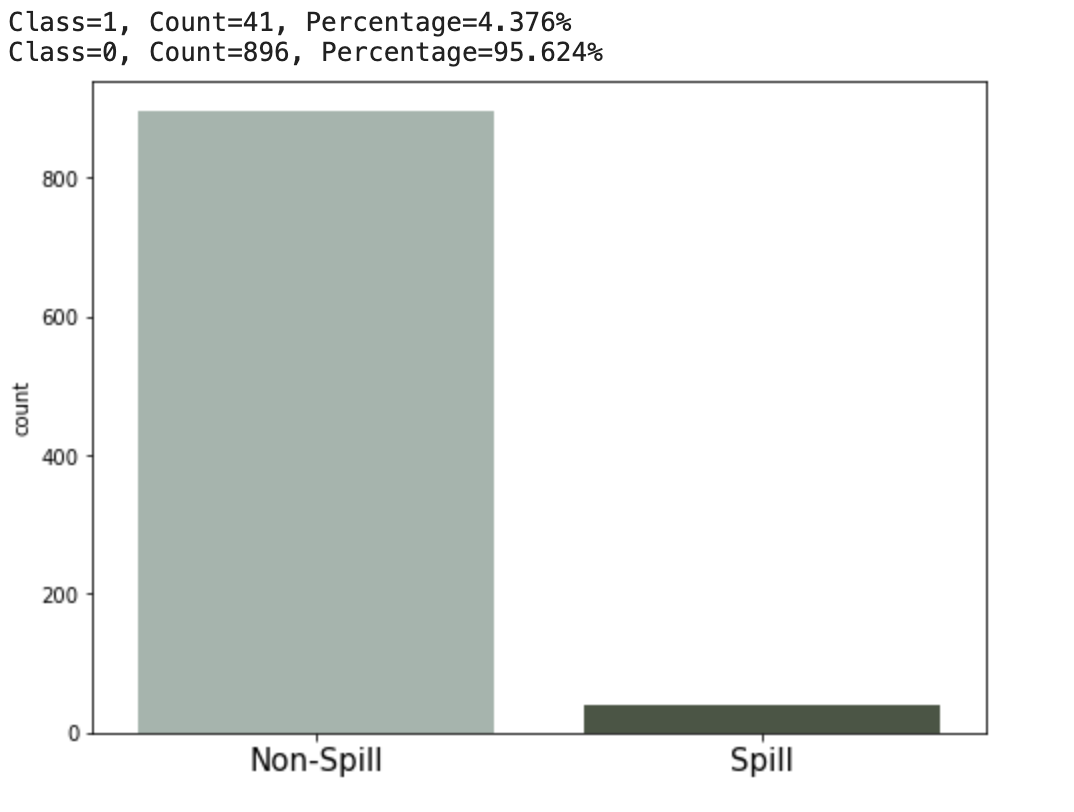 Class=1, Count=41, Percentage=4.376%
Class=0, Count=896, Percentage=95.624%
800
600
count
400
200
0
Non-Spill Spill